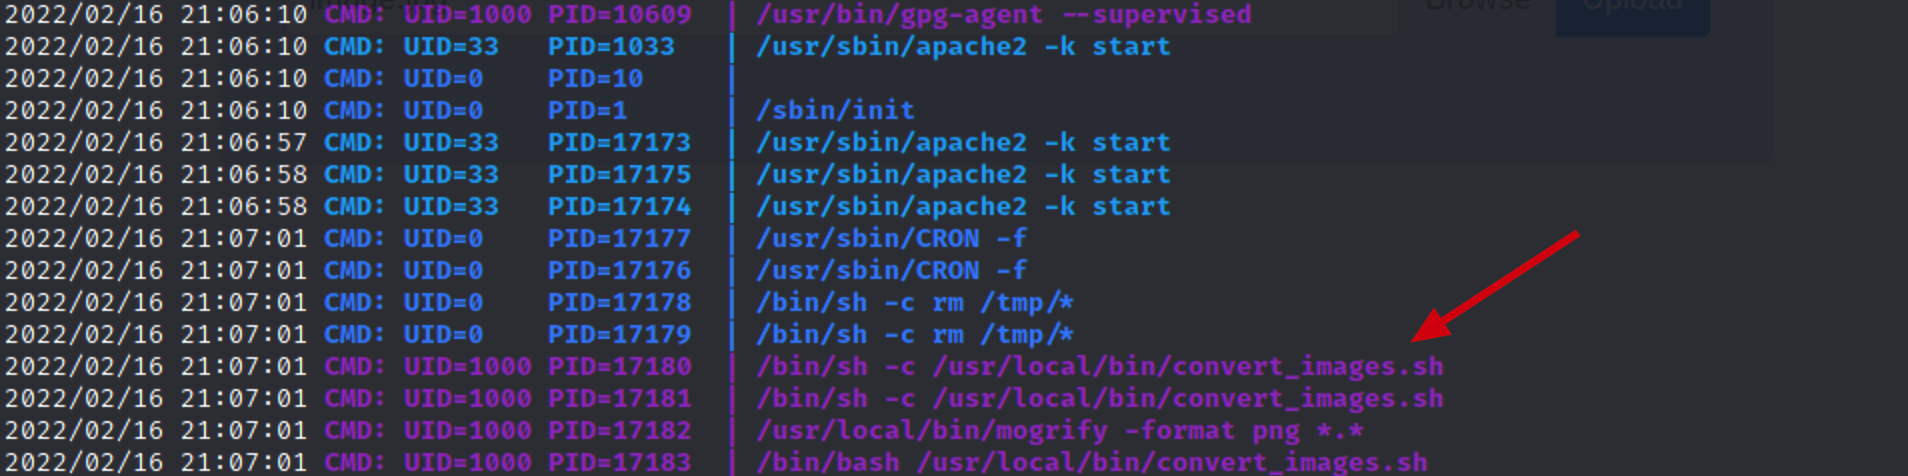 Browse Upload
2022/02/16 21:06:10 CMD: UID=1000 PID=10609 | /usr/bin/gpg-agent --supervised
2022/02/16 21:06:10 CMD: UID=33 PID=1033 | /usr/sbin/apache2 -k start
2022/02/16 21:06:10 CMD: UID=0 PID=10 |
2022/02/16 21:06:10 CMD: UID=0 PID=1 | /sbin/init
2022/02/16 21:06:57 CMD: UID=33 PID=17173 | /usr/sbin/apache2 -k start
2022/02/16 21:06:58 CMD: UID=33 PID=17175 | /usr/sbin/apache2 -k start
2022/02/16 21:06:58 CMD: UID=33 PID=17174 | /usr/sbin/apache2 -k start
2022/02/16 21:07:01 CMD: UID=0 PID=17177 | /usr/sbin/CRON -f
2022/02/16 21:07:01 CMD: UID=0 PID=17176 | /usr/sbin/CRON -f
2022/02/16 21:07:01 CMD: UID=0 PID=17178 | /bin/sh -c rm /tmp/*
2022/02/16 21:07:01 CMD: UID=0 PID=17179 | /bin/sh -c rm /tmp/*
2022/02/16 21:07:01 CMD: UID=1000 PID=17180 | /bin/sh -c /usr/local/bin/convert_images.sh
2022/02/16 21:07:01 CMD: UID=1000 PID=17181 | /bin/sh -c /usr/local/bin/convert_images.sh
2022/02/16 21:07:01 CMD: UID=1000 PID=17182 | /usr/local/bin/mogrify -format png *.*
2022/02/16 21:07:01 CMD: UID=1000 PID=17183 | /bin/bash /usr/local/bin/convert_images.sh